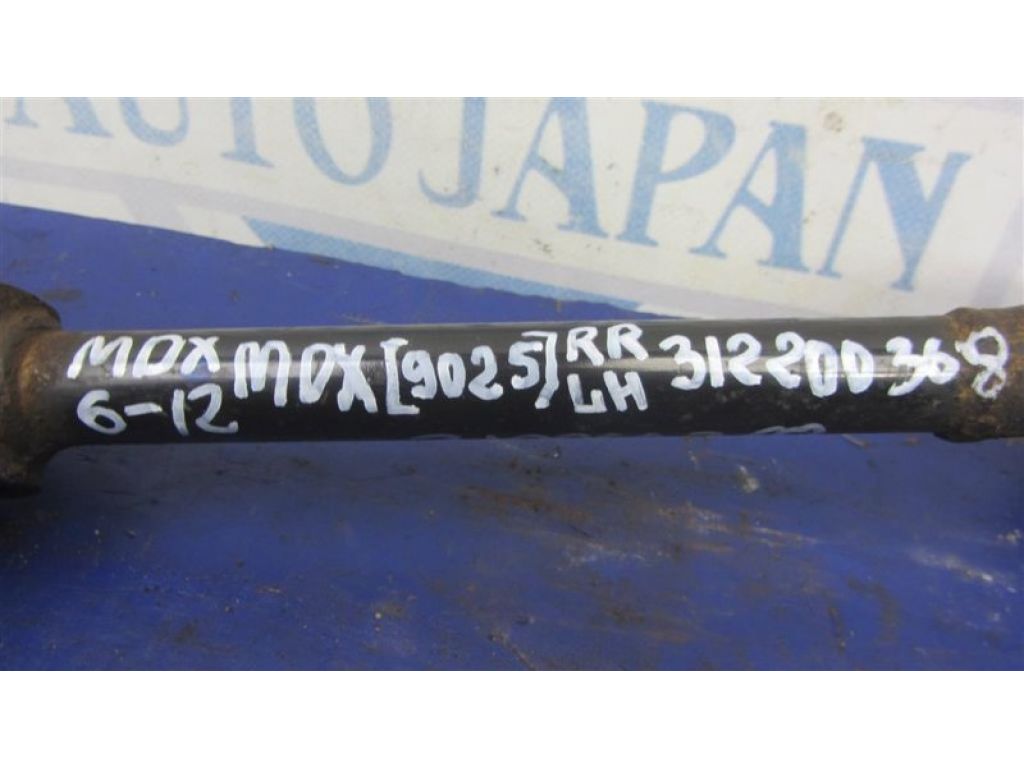 AUTO JAPAN
MDX MDX [9025] RR 312200368
6-12 LH